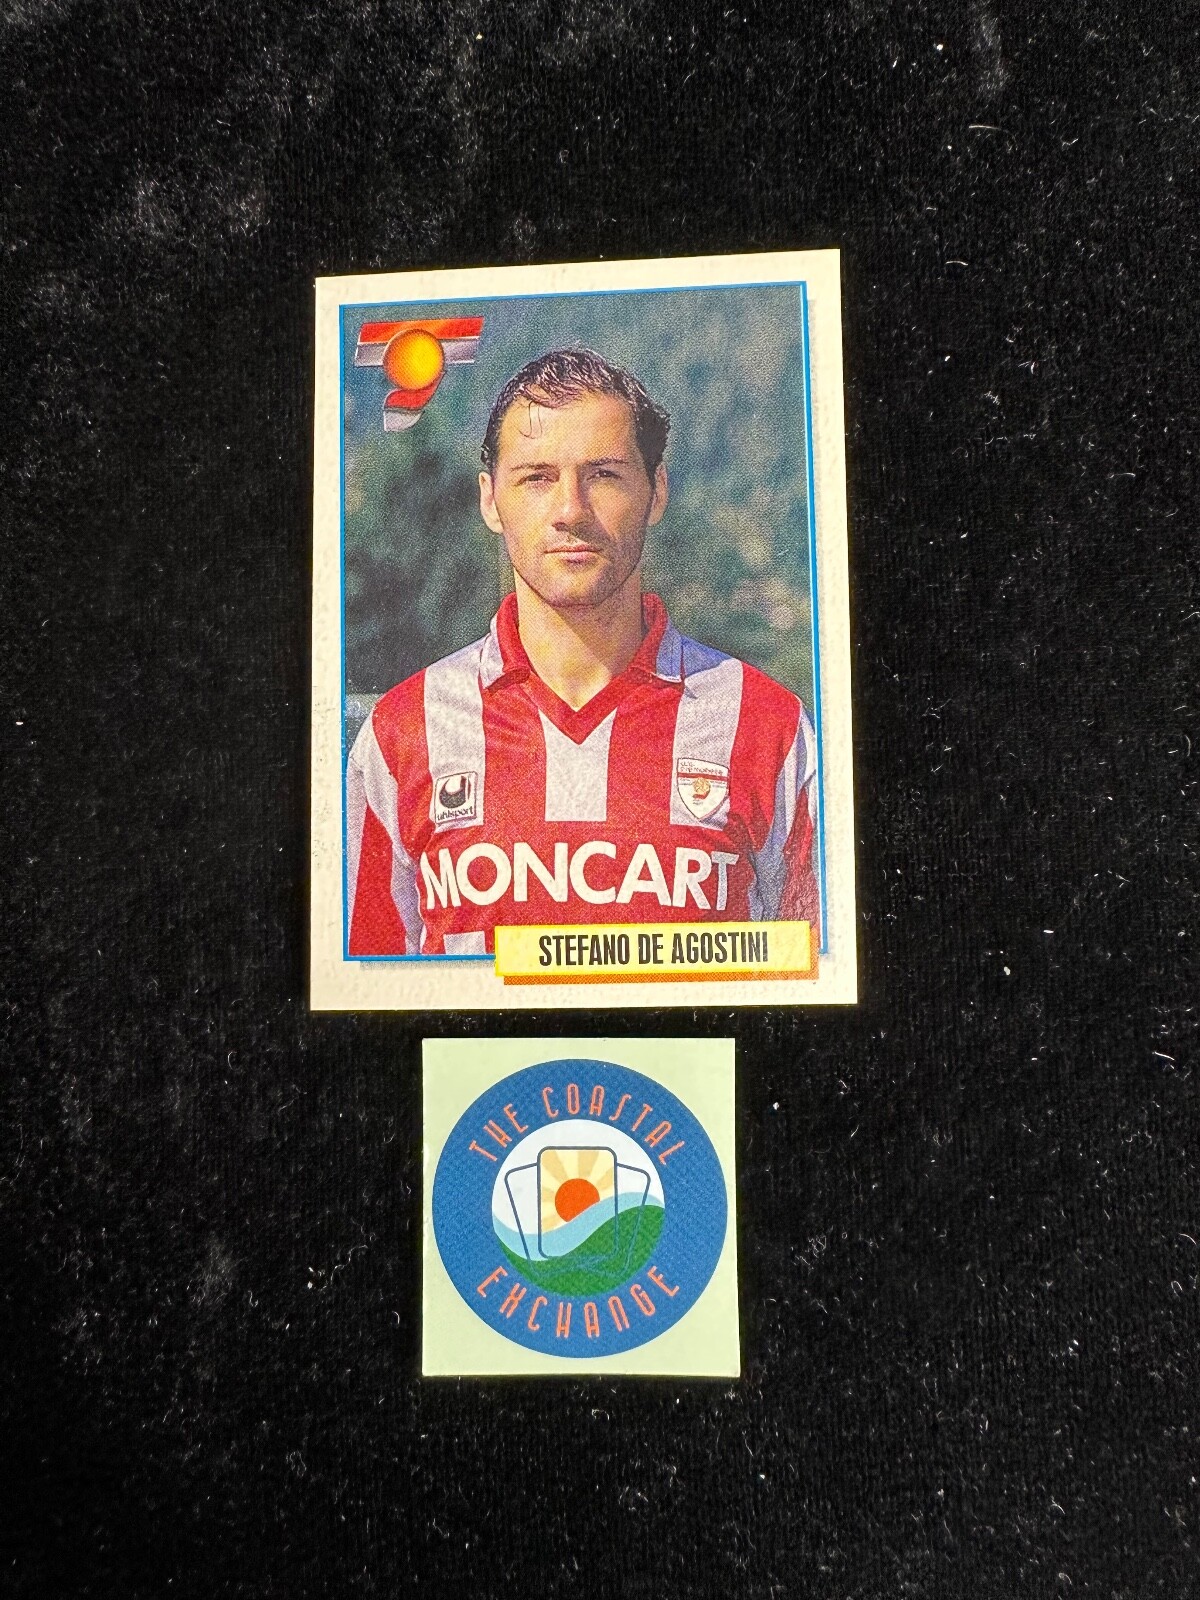 uhlsport
MONCART
STEFANO DE AGOSTINI
THE COASTAL
EXCHANGE